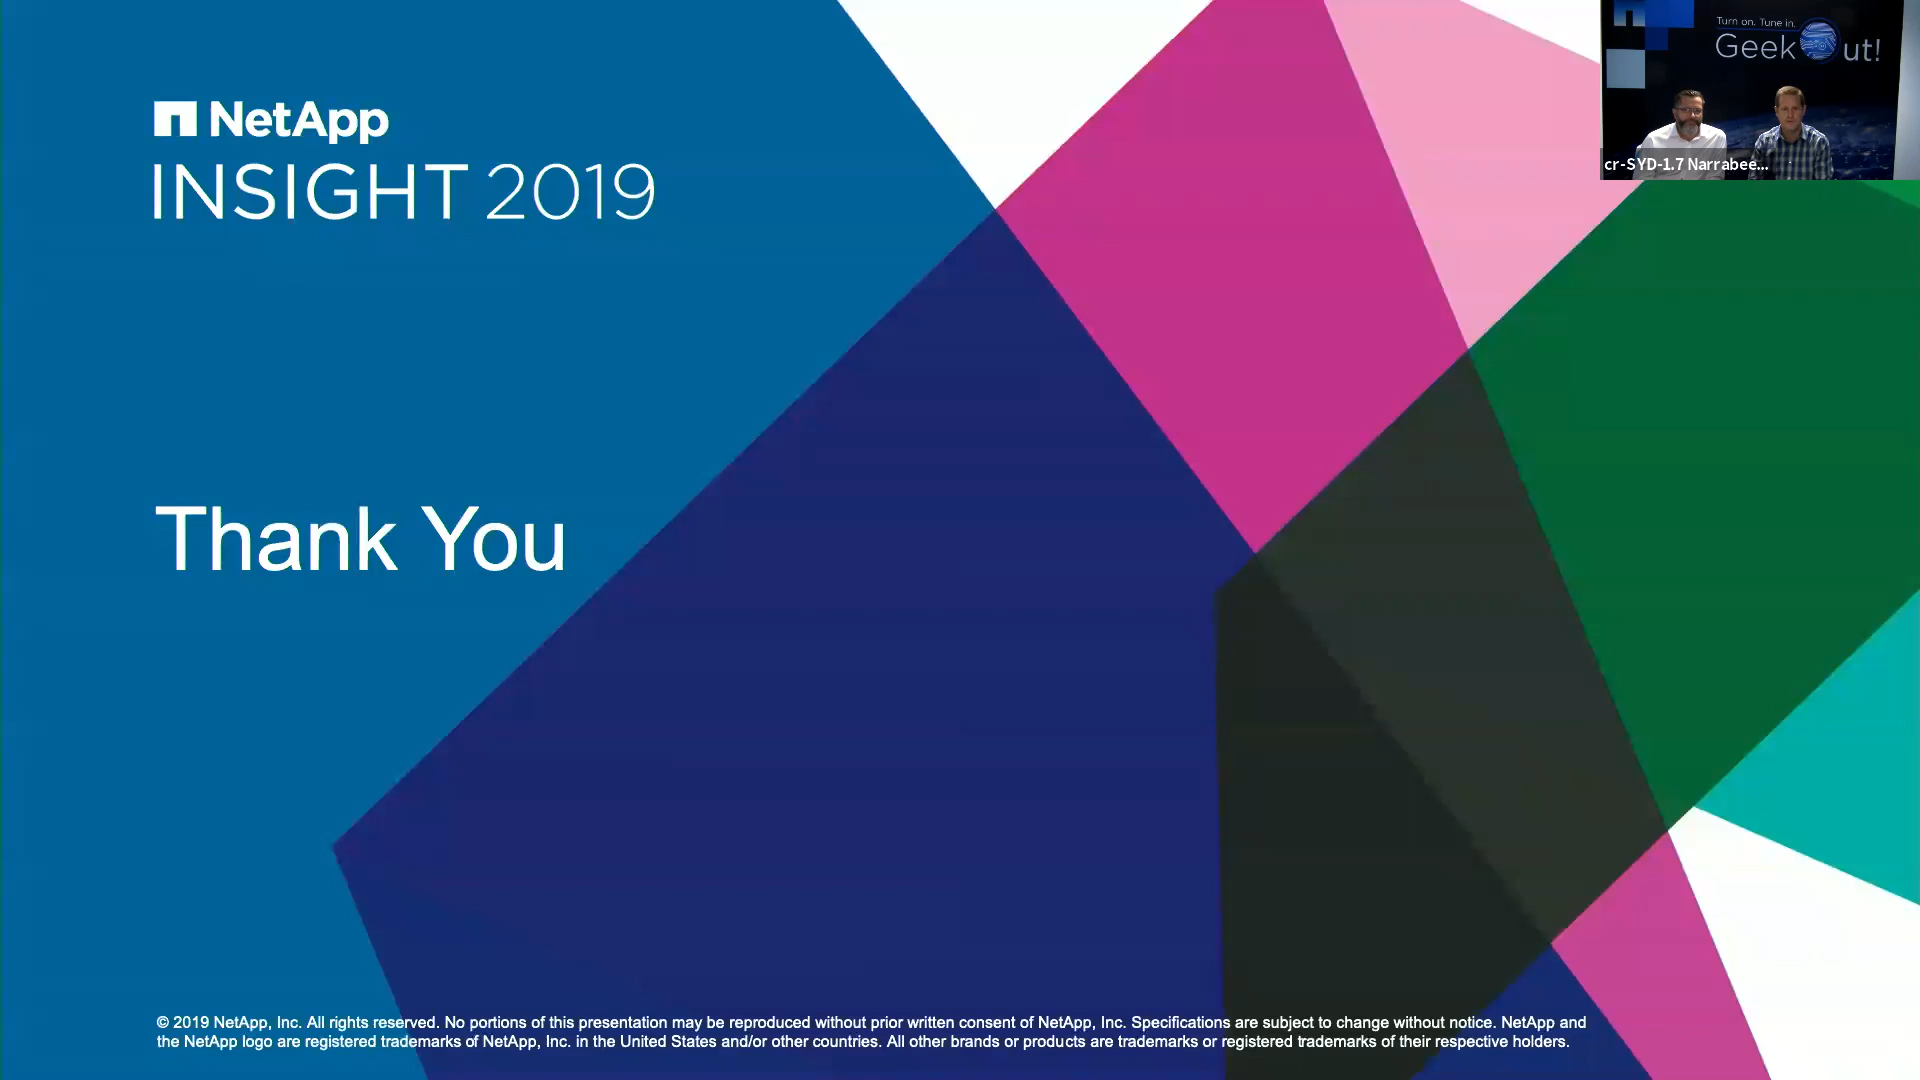 NetApp
INSIGHT 2019
Turn on. Tune in.
Geek Out!
cr-SYD-1.7 Narrabee...
Thank You
© 2019 NetApp, Inc. All rights reserved. No portions of this presentation may be reproduced without prior written consent of NetApp, Inc. Specifications are subject to change without notice. NetApp and
the NetApp logo are registered trademarks of NetApp, Inc. in the United States and/or other countries. All other brands or products are trademarks or registered trademarks of their respective holders.